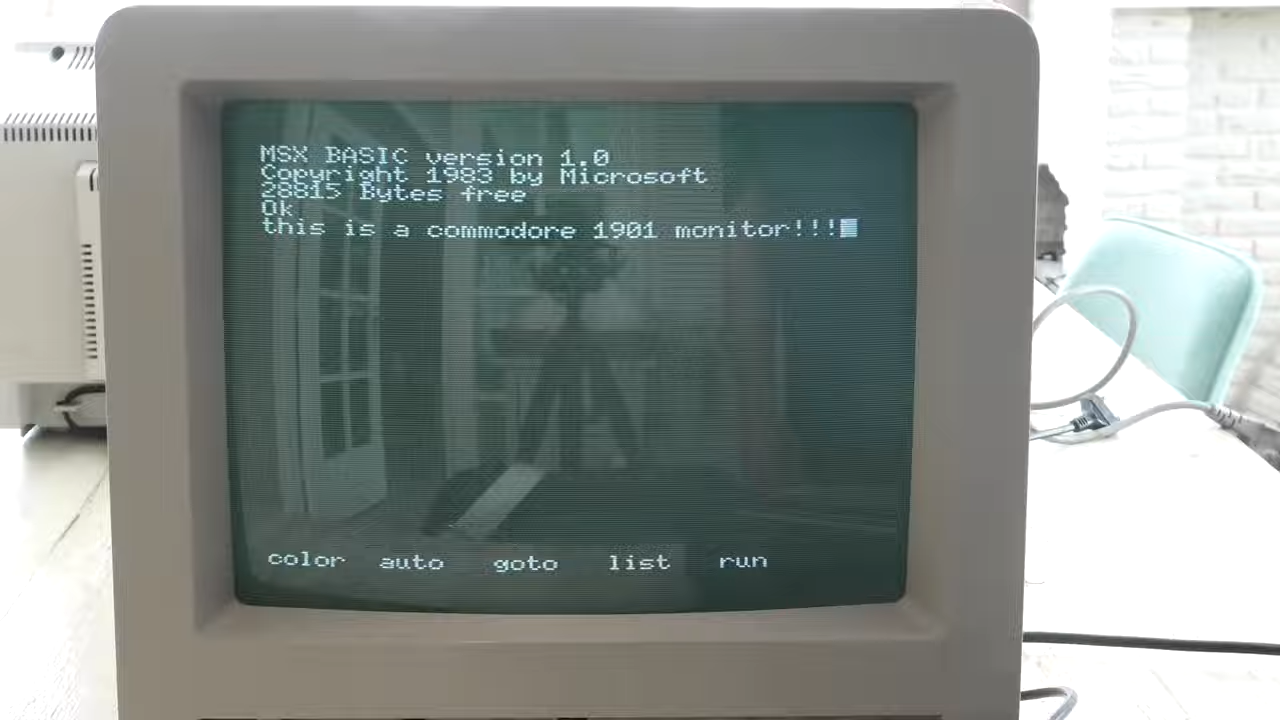 MSX BASIC version 1.0
Copyright 1983 by Microsoft
28815 Bytes free
Ok
this is a commodore 1901 monitor!!!
color auto goto list run